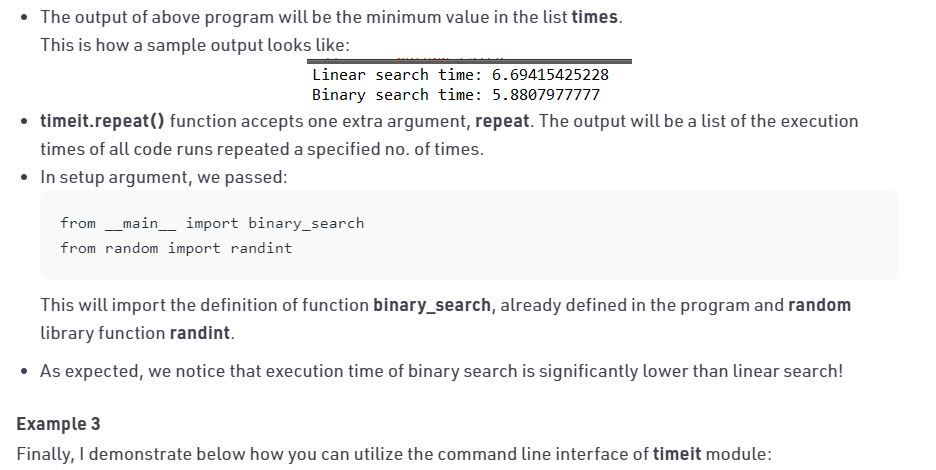 • The output of above program will be the minimum value in the list times.
This is how a sample output looks like:
Linear search time: 6.69415425228
Binary search time: 5.8807977777
• timeit.repeat() function accepts one extra argument, repeat. The output will be a list of the execution
times of all code runs repeated a specified no. of times.
• In setup argument, we passed:
from __main__ import binary_search
from random import randint
This will import the definition of function binary_search, already defined in the program and random
library function randint.
• As expected, we notice that execution time of binary search is significantly lower than linear search!
Example 3
Finally, I demonstrate below how you can utilize the command line interface of timeit module: